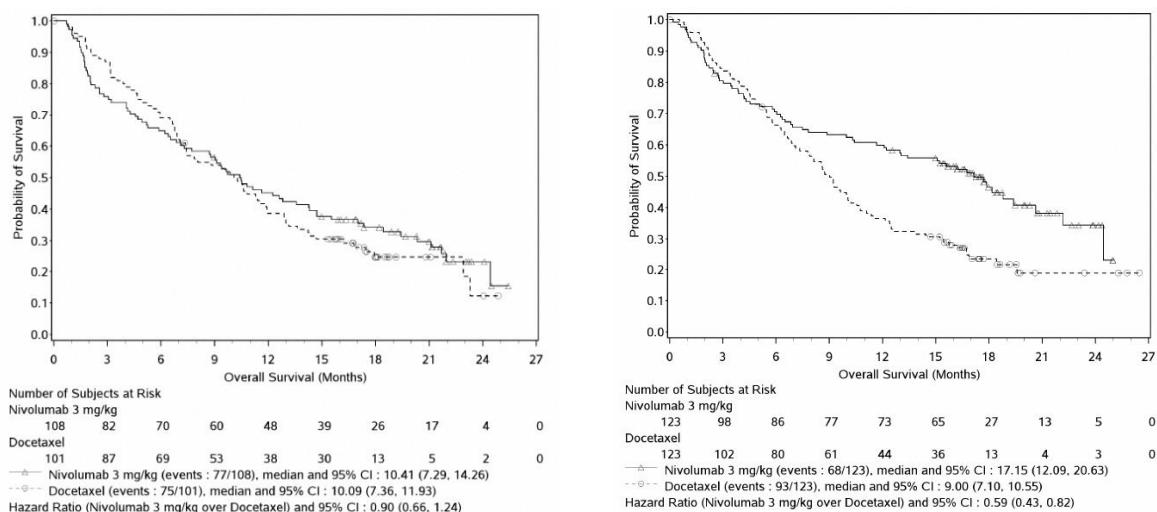 1.0
0.9
0.8
0.7
0.6
0.5
0.4
0.3
0.2
0.1
0.0
Probability of Survival
0 3 6 9 12 15 18 21 24 27
Overall Survival (Months)
Number of Subjects at Risk
Nivolumab 3 mg/kg
108 82 70 60 48 39 26 17 4 0
Docetaxel
101 87 69 53 38 30 13 5 2 0
Nivolumab 3 mg/kg (events : 77/108), median and 95% CI : 10.41 (7.29, 14.26)
Docetaxel (events : 75/101), median and 95% CI : 10.09 (7.36, 11.93)
Hazard Ratio (Nivolumab 3 mg/kg over Docetaxel) and 95% CI : 0.90 (0.66, 1.24)
1.0
0.9
0.8
0.7
0.6
0.5
0.4
0.3
0.2
0.1
0.0
Probability of Survival
0 3 6 9 12 15 18 21 24 27
Overall Survival (Months)
Number of Subjects at Risk
Nivolumab 3 mg/kg
123 98 86 77 73 65 27 13 5 0
Docetaxel
123 102 80 61 44 36 13 4 3 0
Nivolumab 3 mg/kg (events : 68/123), median and 95% CI : 17.15 (12.09, 20.63)
Docetaxel (events : 93/123), median and 95% CI : 9.00 (7.10, 10.55)
Hazard Ratio (Nivolumab 3 mg/kg over Docetaxel) and 95% CI : 0.59 (0.43, 0.82)